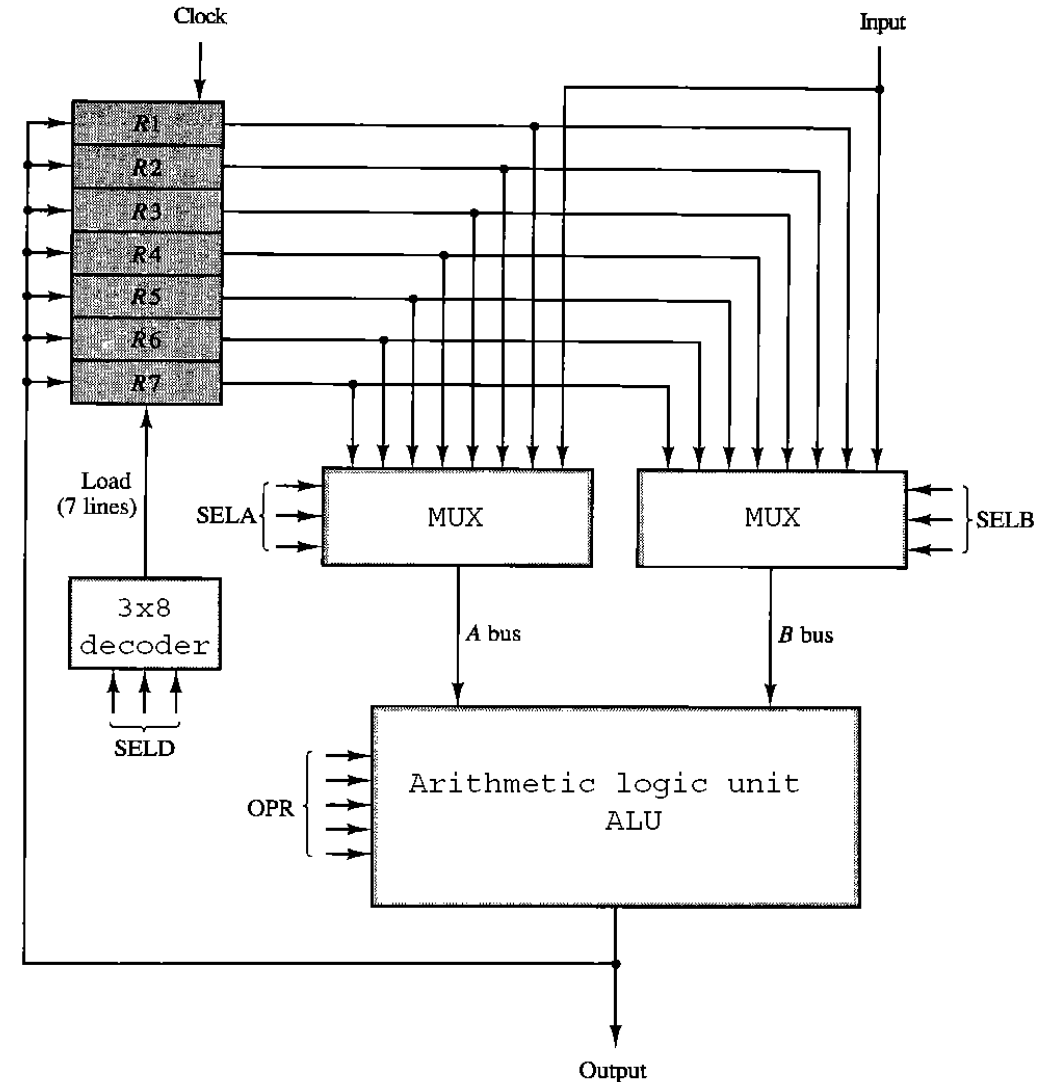 Clock
Input
R1
R2
R3
R4
R5
R6
R7
Load
(7 lines)
SELA
MUX
MUX
SELB
3x8
decoder
A bus
B bus
SELD
OPR
Arithmetic logic unit
ALU
Output